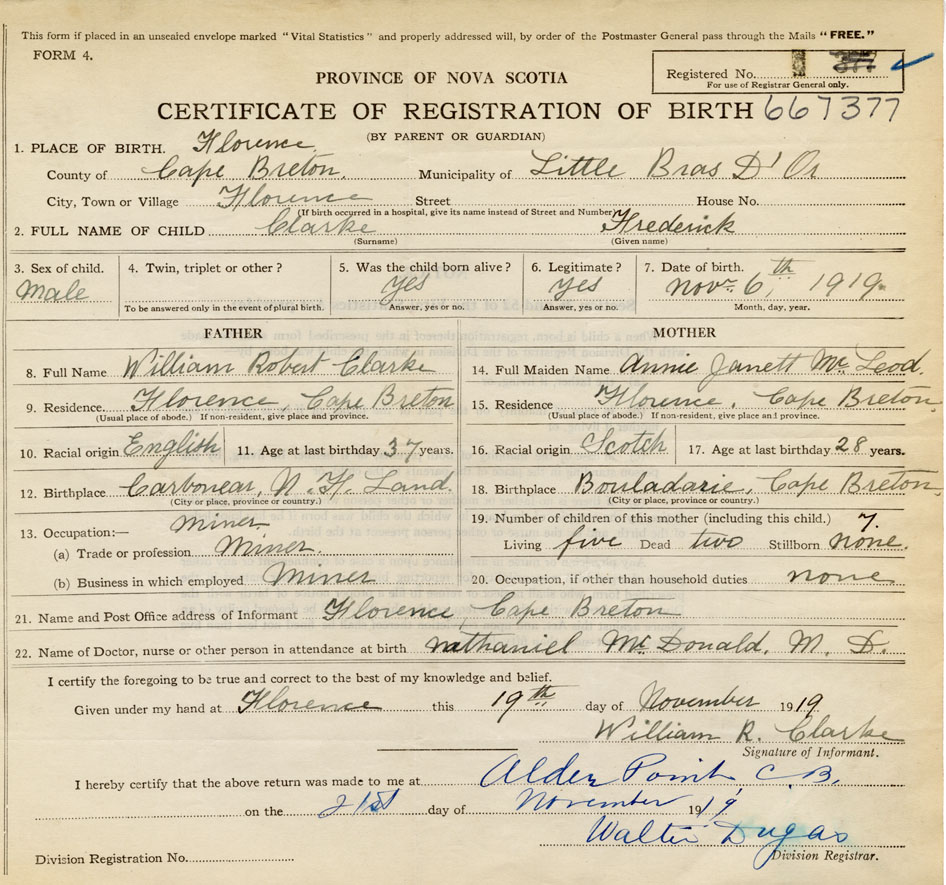 This form if placed in an unsealed envelope marked "Vital Statistics" and properly addressed will, by order of the Postmaster General pass through the Mails "FREE."
FORM 4.
Registered No. 377
For use of Registrar General only.
PROVINCE OF NOVA SCOTIA
CERTIFICATE OF REGISTRATION OF BIRTH 667377
(BY PARENT OR GUARDIAN)
1. PLACE OF BIRTH. Florence
County of Cape Breton. Municipality of Little Bras D'Or
City, Town or Village Florence Street House No.
(If birth occurred in a hospital, give its name instead of Street and Number)
2. FULL NAME OF CHILD Clarke Frederick
(Surname) (Given name)
3. Sex of child. 4. Twin, triplet or other? 5. Was the child born alive? 6. Legitimate? 7. Date of birth.
Male yes yes Nov. 6th, 1919.
To be answered only in the event of plural birth. Answer, yes or no. Answer, yes or no. Month, day, year.
FATHER MOTHER
8. Full Name William Robert Clarke 14. Full Maiden Name Annie Janett Mc Leod.
9. Residence. Florence, Cape Breton 15. Residence Florence, Cape Breton,
(Usual place of abode.) If non-resident, give place and province. (Usual place of abode.) If non-resident, give place and province.
10. Racial origin English 11. Age at last birthday 37 years. 16. Racial origin Scotch 17. Age at last birthday 28 years.
12. Birthplace Carbonear, N. F. Land. 18. Birthplace Bouladarie, Cape Breton,
(City or place, province or country.) (City or place, province or country.)
13. Occupation:— Miner 19. Number of children of this mother (including this child.) 7.
(a) Trade or profession Miner. Living five Dead two Stillborn none.
(b) Business in which employed Miner 20. Occupation, if other than household duties none
21. Name and Post Office address of Informant Florence, Cape Breton
22. Name of Doctor, nurse or other person in attendance at birth Nathaniel Mc Donald, M. D.
I certify the foregoing to be true and correct to the best of my knowledge and belief.
Given under my hand at Florence this 19th day of November 1919.
William R. Clarke
Signature of Informant.
I hereby certify that the above return was made to me at Alder Point C B.
on the 21st day of November 1919
Walter Dugas
Division Registrar.
Division Registration No.